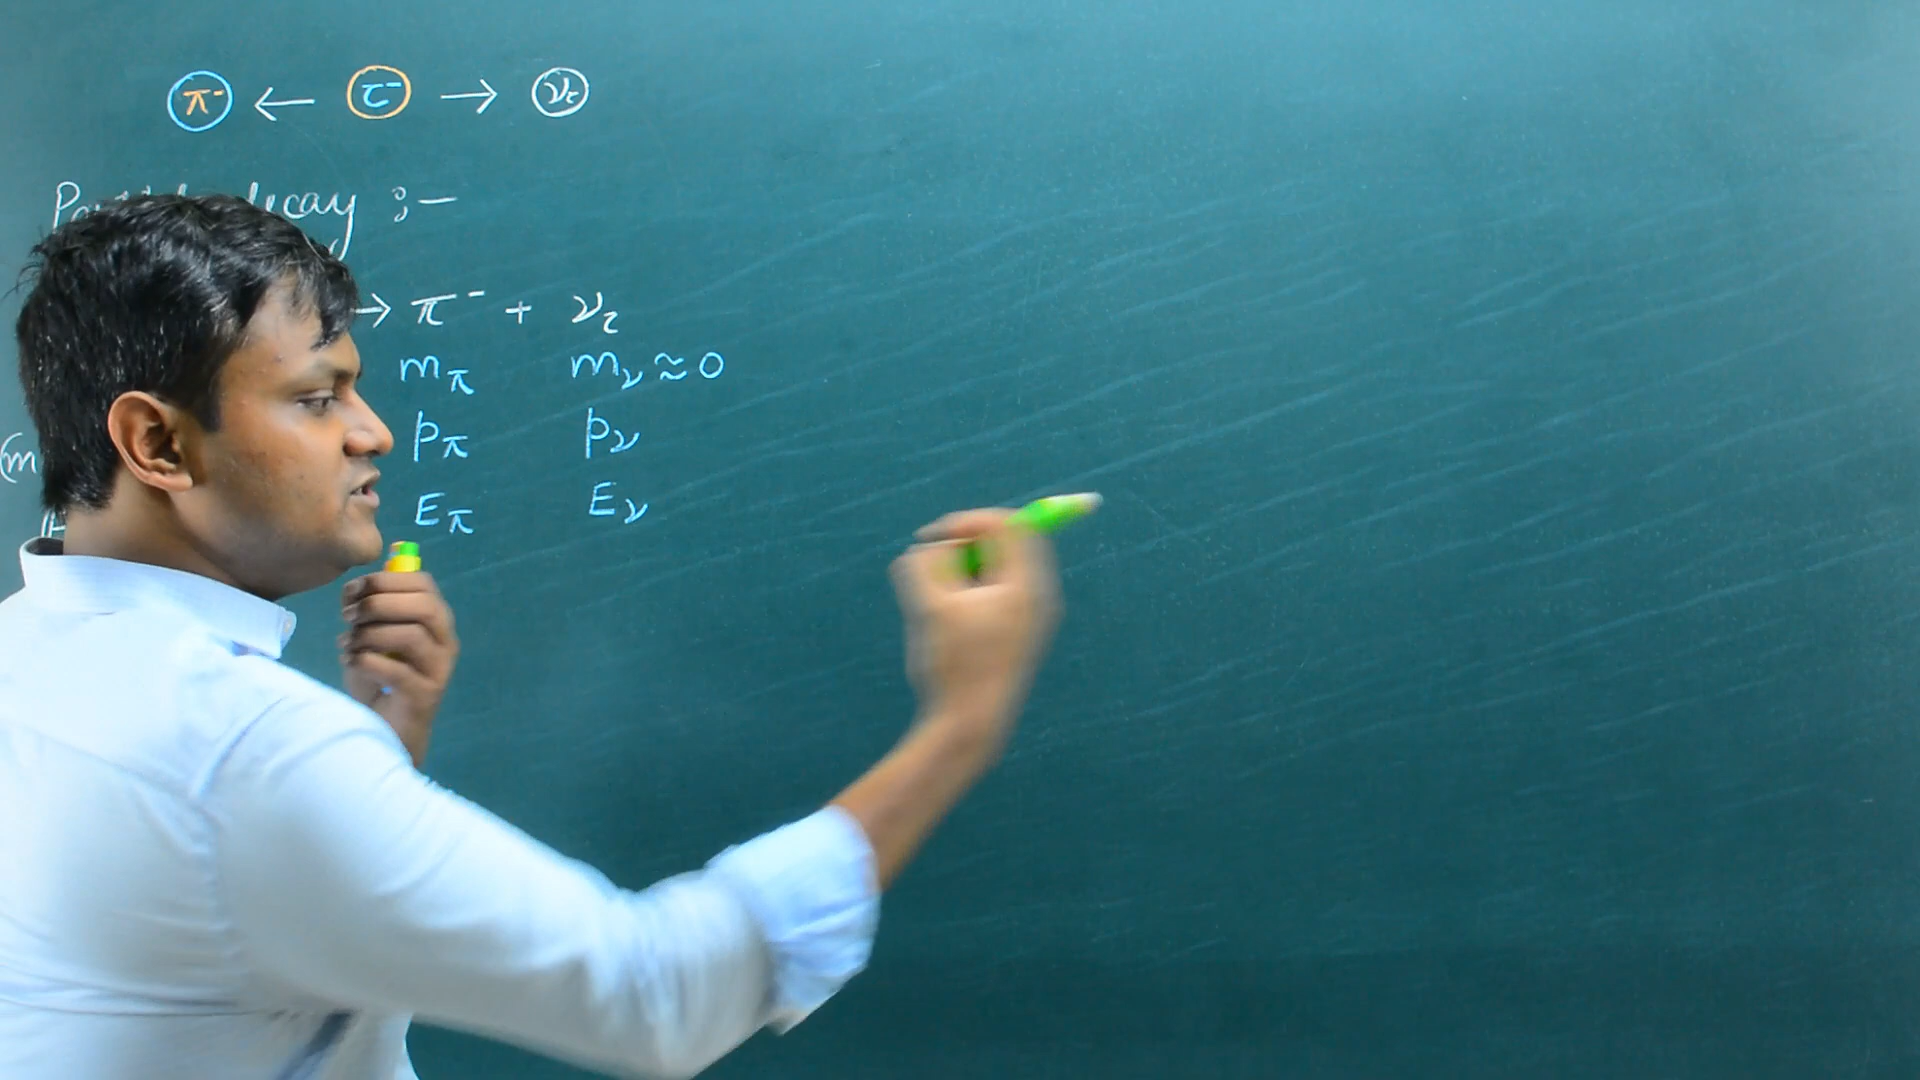 π⁻ ← τ⁻ → ν_τ
decay :–
→ π⁻ + ν_τ
m_π m_ν ≈ 0
(m p_π p_ν
E_π E_ν